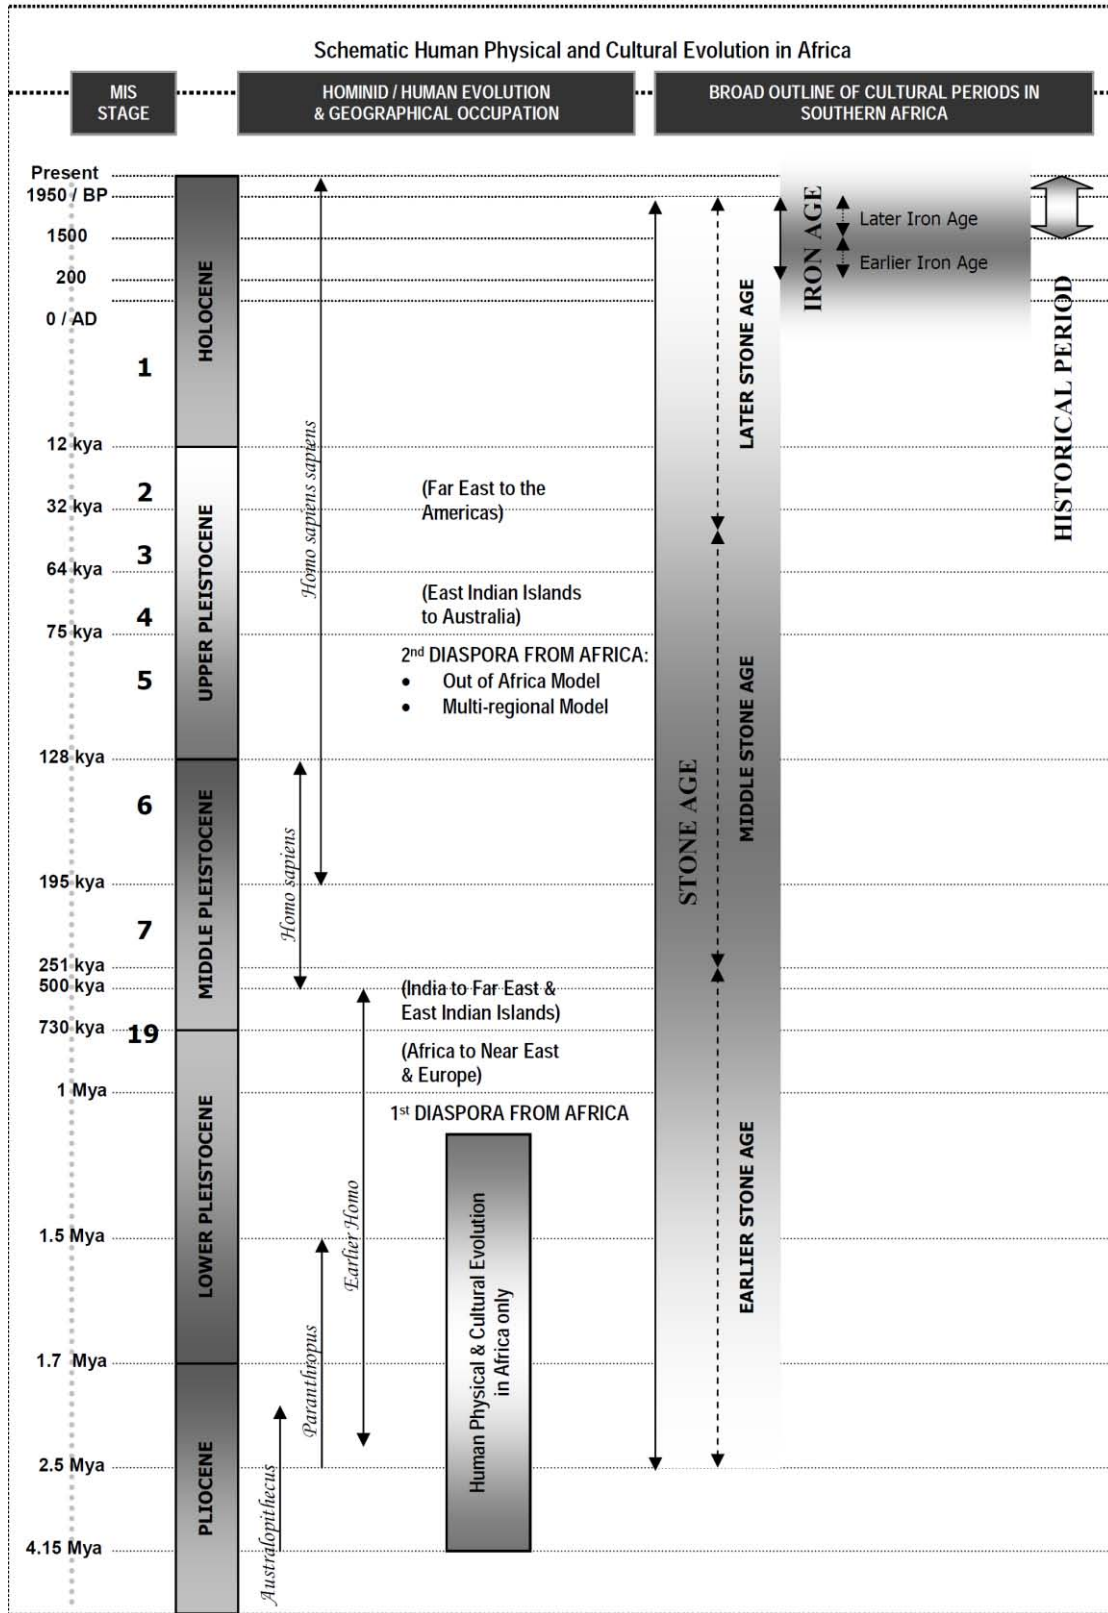 Schematic Human Physical and Cultural Evolution in Africa
MIS
STAGE
HOMINID / HUMAN EVOLUTION
& GEOGRAPHICAL OCCUPATION
BROAD OUTLINE OF CULTURAL PERIODS IN
SOUTHERN AFRICA
Present
1950 / BP
1500
200
0 / AD
12 kya
32 kya
64 kya
75 kya
128 kya
195 kya
251 kya
500 kya
730 kya
1 Mya
1.5 Mya
1.7 Mya
2.5 Mya
4.15 Mya
1
2
3
4
5
6
7
19
HOLOCENE
UPPER PLEISTOCENE
MIDDLE PLEISTOCENE
LOWER PLEISTOCENE
PLIOCENE
Homo sapiens sapiens
Homo sapiens
Earlier Homo
Paranthropus
Australopithecus
(Far East to the
Americas)
(East Indian Islands
to Australia)
2nd DIASPORA FROM AFRICA:
• Out of Africa Model
• Multi-regional Model
(India to Far East &
East Indian Islands)
(Africa to Near East
& Europe)
1st DIASPORA FROM AFRICA
Human Physical & Cultural Evolution
in Africa only
STONE AGE
LATER STONE AGE
MIDDLE STONE AGE
EARLIER STONE AGE
IRON AGE
Later Iron Age
Earlier Iron Age
HISTORICAL PERIOD